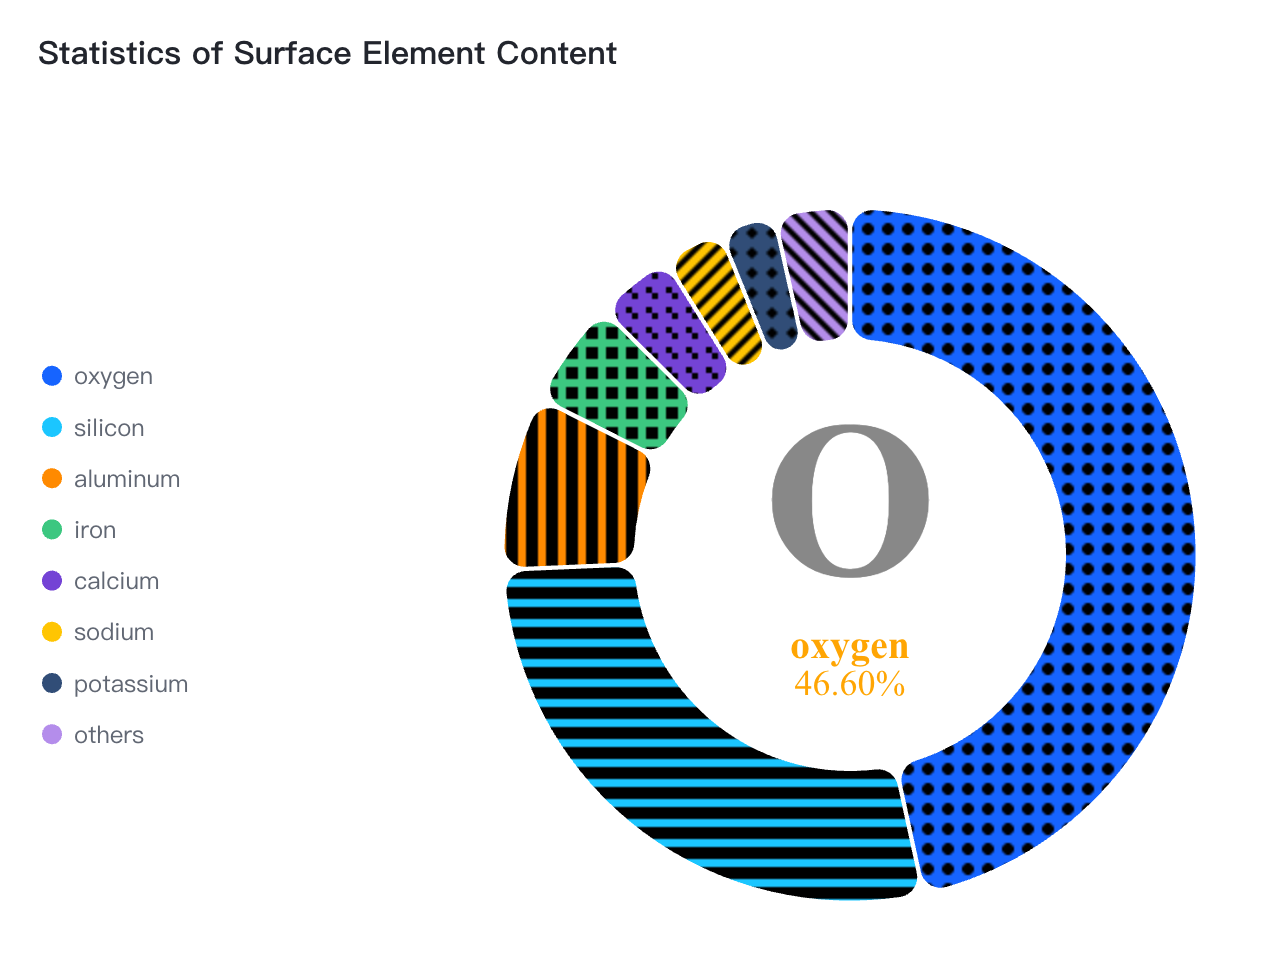 Statistics of Surface Element Content
oxygen
silicon
aluminum
iron
calcium
sodium
potassium
others
O
oxygen
46.60%